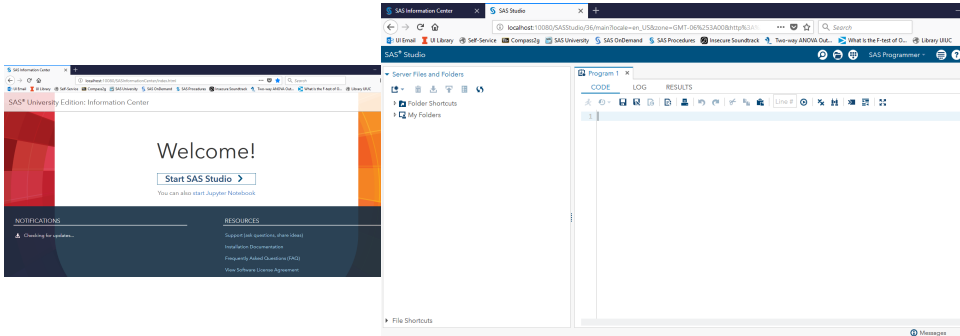 SAS Information Center
localhost:10080/SASInformationCenter/index.html
Search
UI Email UI Library Self-Service Compass2g SAS University SAS OnDemand SAS Procedures Insecure Soundtrack Two-way ANOVA Out... What Is the F-test of O... Library UIUC
SAS® University Edition: Information Center
Welcome!
Start SAS Studio
You can also start Jupyter Notebook
NOTIFICATIONS
Checking for updates...
RESOURCES
Support (ask questions, share ideas)
Installation Documentation
Frequently Asked Questions (FAQ)
View Software License Agreement
SAS Information Center
SAS Studio
localhost:10080/SASStudio/36/main?locale=en_US&zone=GMT-06%253A00&http%3A%
Search
UI Email UI Library Self-Service Compass2g SAS University SAS OnDemand SAS Procedures Insecure Soundtrack Two-way ANOVA Out... What Is the F-test of O... Library UIUC
SAS® Studio
SAS Programmer
Server Files and Folders
Folder Shortcuts
My Folders
File Shortcuts
Program 1
CODE LOG RESULTS
Line #
1
Messages